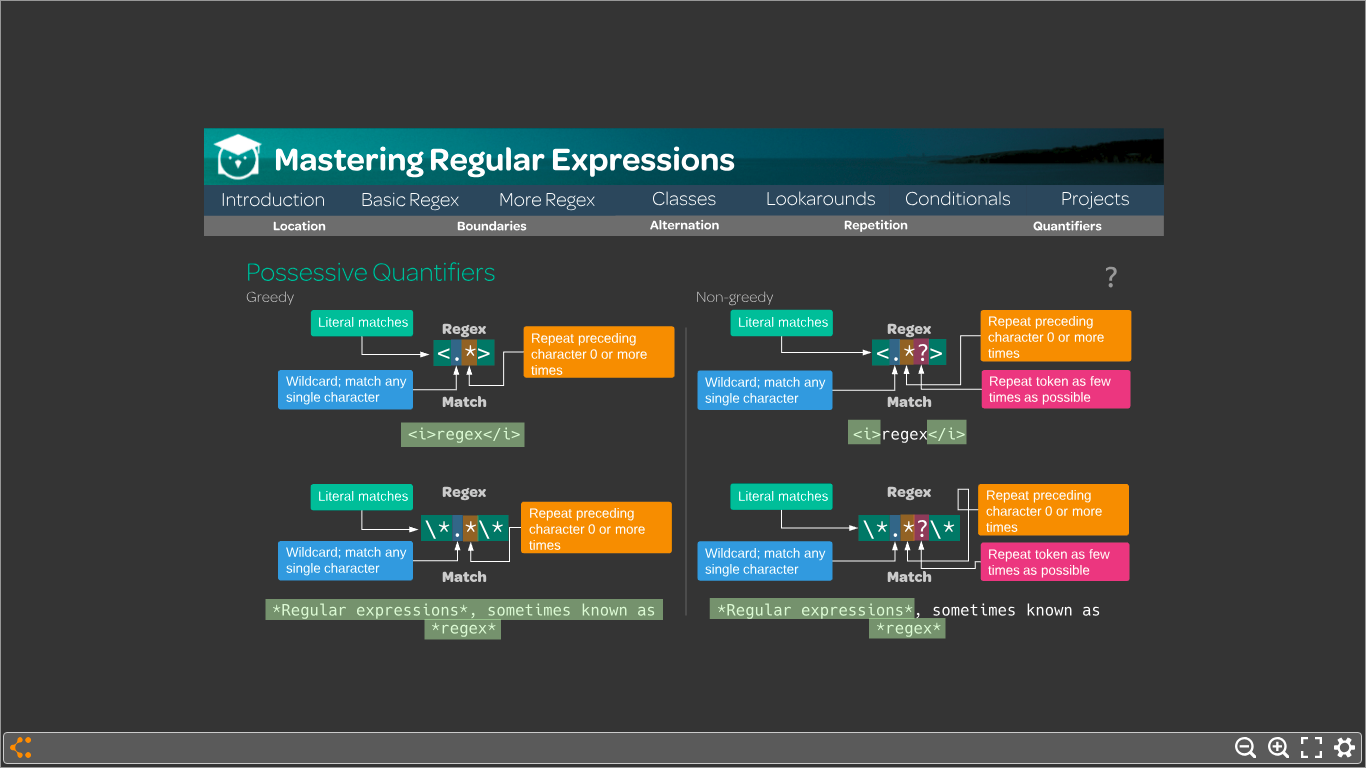 Mastering Regular Expressions
Introduction Basic Regex More Regex Classes Lookarounds Conditionals Projects
Location Boundaries Alternation Repetition Quantifiers
Possessive Quantifiers
?
Greedy
Literal matches
Regex
<.*>
Repeat preceding
character 0 or more
times
Wildcard; match any
single character
Match
<i>regex</i>
Literal matches
Regex
\*.*\*
Repeat preceding
character 0 or more
times
Wildcard; match any
single character
Match
*Regular expressions*, sometimes known as
*regex*
Non-greedy
Literal matches
Regex
<.*?>
Repeat preceding
character 0 or more
times
Wildcard; match any
single character
Repeat token as few
times as possible
Match
<i>regex</i>
Literal matches
Regex
\*.*?\*
Repeat preceding
character 0 or more
times
Wildcard; match any
single character
Repeat token as few
times as possible
Match
*Regular expressions*, sometimes known as
*regex*